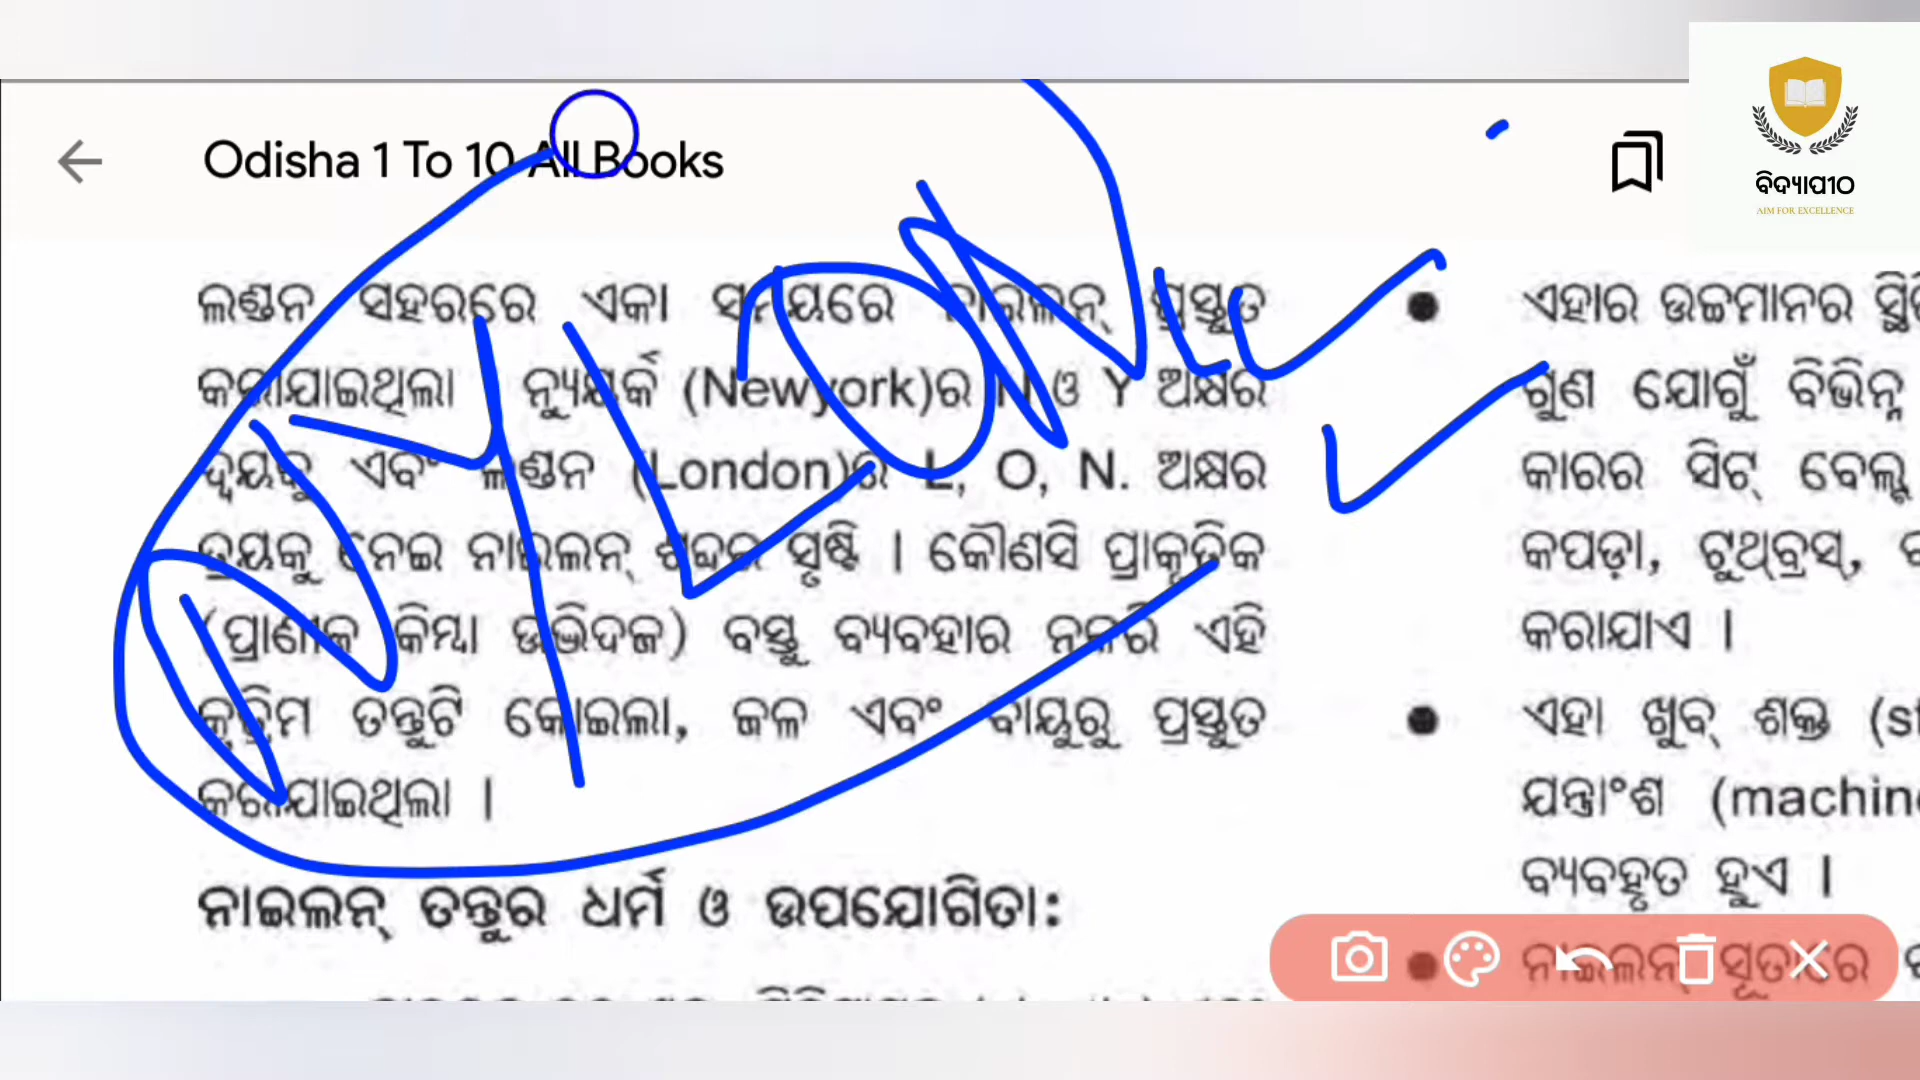 Odisha 1 To 10 All Books
ବିଦ୍ୟାପୀଠ
AIM FOR EXCELLENCE
ଲଣ୍ଡନ ସହରରେ ଏକା ସମୟରେ ନାଇଲନ୍ ପ୍ରସ୍ତୁତ
କରାଯାଇଥିଲା ନ୍ୟୁୟର୍କ (Newyork)ର N ଓ Y ଅକ୍ଷର
ଦ୍ୱୟକୁ ଏବଂ ଲଣ୍ଡନ (London)ର L, O, N. ଅକ୍ଷର
ତ୍ରୟକୁ ନେଇ ନାଇଲନ୍ ଶବ୍ଦର ସୃଷ୍ଟି । କୌଣସି ପ୍ରାକୃତିକ
(ପ୍ରାଣୀଜ କିମ୍ବା ଉଦ୍ଭିଦଜ) ବସ୍ତୁ ବ୍ୟବହାର ନକରି ଏହି
କୃତ୍ରିମ ତନ୍ତୁଟି କୋଇଲା, ଜଳ ଏବଂ ବାୟୁରୁ ପ୍ରସ୍ତୁତ
କରାଯାଇଥିଲା ।
NYLON
ନାଇଲନ୍ ତନ୍ତୁର ଧର୍ମ ଓ ଉପଯୋଗିତା:
● ଏହାର ଉଚ୍ଚମାନର
ଗୁଣ ଯୋଗୁଁ ବିଭିନ୍ନ
କାରର ସିଟ୍ ବେଲ୍ଟ
କପଡ଼ା, ଟୁଥ୍‌ବ୍ରସ୍,
କରାଯାଏ ।
● ଏହା ଖୁବ୍ ଶକ୍ତ
ଯନ୍ତ୍ରାଂଶ (machine
ବ୍ୟବହୃତ ହୁଏ ।
● ନାଇଲନ୍ ସୂତାରେ